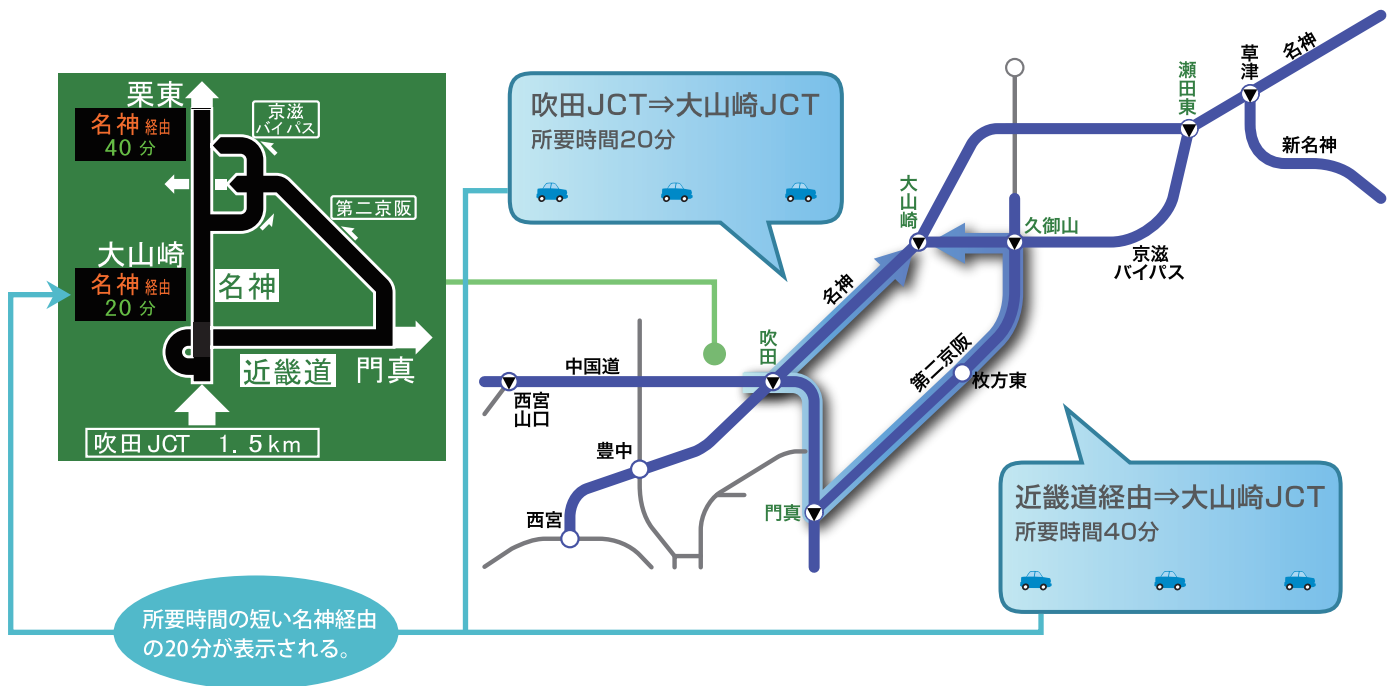 栗東
名神 経由
40 分
京滋
バイパス
第二京阪
大山崎
名神 経由
20 分
名神
近畿道
門真
吹田JCT 1.5km
吹田JCT⇒大山崎JCT
所要時間20分
名神
草津
瀬田東
新名神
大山崎
久御山
京滋
バイパス
名神
吹田
中国道
西宮
山口
第二京阪
枚方東
豊中
西宮
門真
近畿道経由⇒大山崎JCT
所要時間40分
所要時間の短い名神経由
の20分が表示される。